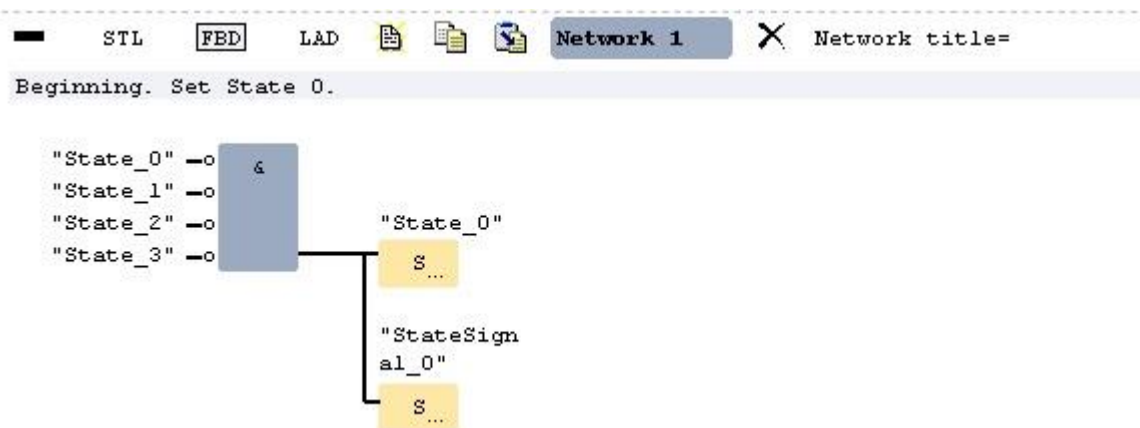 STL FBD LAD Network 1 Network title=
Beginning. Set State 0.
"State_0"
&
"State_1"
"State_2"
"State_3"
"State_0"
S...
"StateSign
al_0"
S...